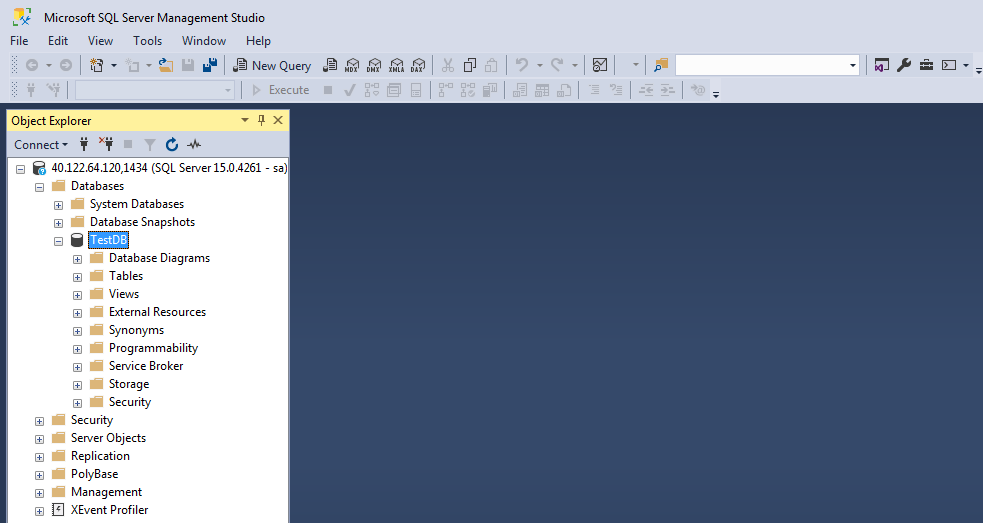 Microsoft SQL Server Management Studio
File Edit View Tools Window Help
New Query MDX DMX XMLA DAX
Execute
Object Explorer
Connect
40.122.64.120,1434 (SQL Server 15.0.4261 - sa)
Databases
System Databases
Database Snapshots
TestDB
Database Diagrams
Tables
Views
External Resources
Synonyms
Programmability
Service Broker
Storage
Security
Security
Server Objects
Replication
PolyBase
Management
XEvent Profiler